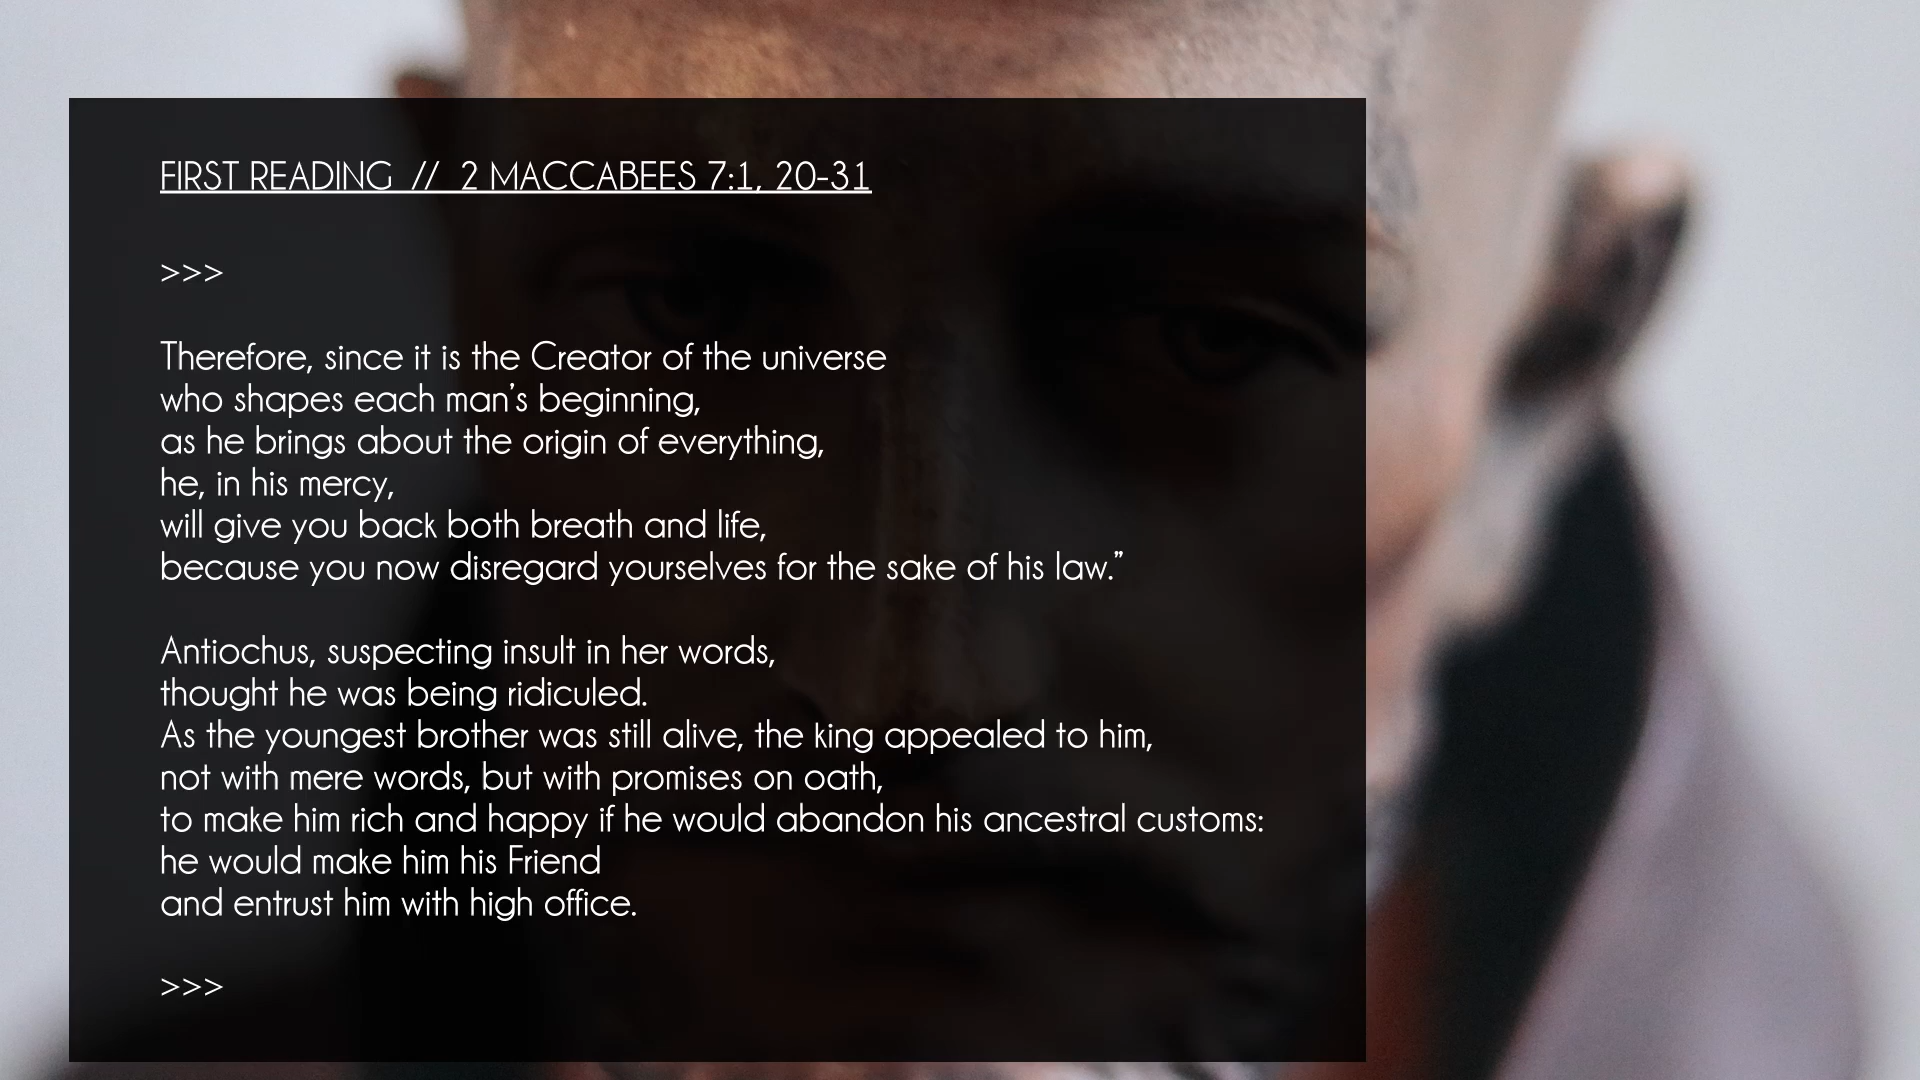 FIRST READING // 2 MACCABEES 7:1, 20-31
>>>
Therefore, since it is the Creator of the universe
who shapes each man’s beginning,
as he brings about the origin of everything,
he, in his mercy,
will give you back both breath and life,
because you now disregard yourselves for the sake of his law.”
Antiochus, suspecting insult in her words,
thought he was being ridiculed.
As the youngest brother was still alive, the king appealed to him,
not with mere words, but with promises on oath,
to make him rich and happy if he would abandon his ancestral customs:
he would make him his Friend
and entrust him with high office.
>>>